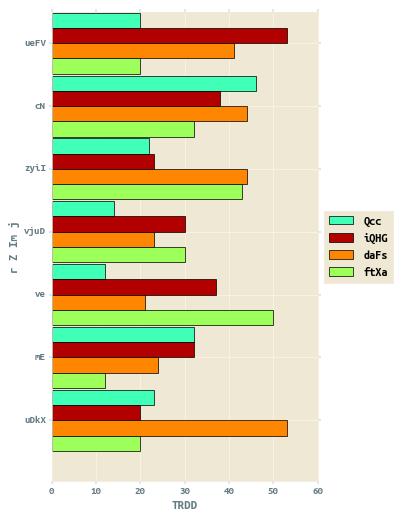 ueFV
cN
zyiI
vjuD
ve
mE
uDkX
r Z Im j
0 10 20 30 40 50 60
TRDD
Qcc
iQHG
daFs
ftXa